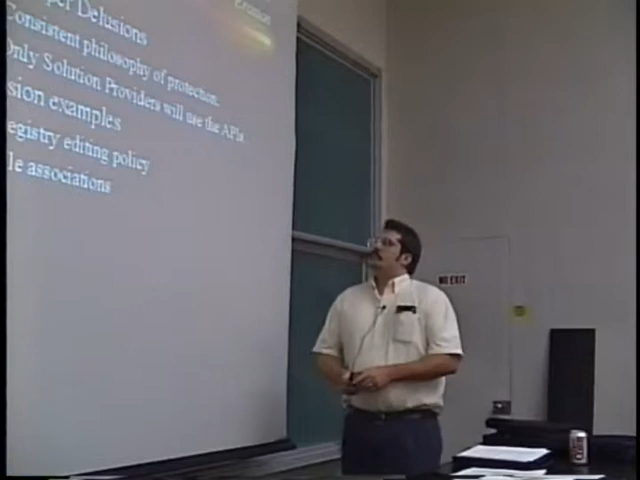 Delusions
Consistent philosophy of protection.
Only Solution Providers will use the APIs
sion examples
egistry editing policy
le associations
NO EXIT